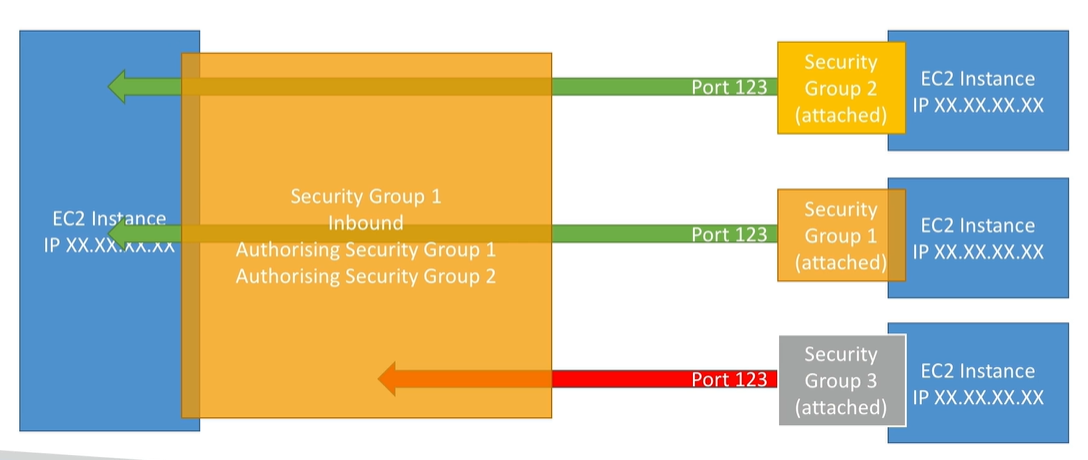 EC2 Instance
IP XX.XX.XX.XX
Security Group 1
Inbound
Authorising Security Group 1
Authorising Security Group 2
Port 123
Security
Group 2
(attached)
EC2 Instance
IP XX.XX.XX.XX
Port 123
Security
Group 1
(attached)
EC2 Instance
IP XX.XX.XX.XX
Port 123
Security
Group 3
(attached)
EC2 Instance
IP XX.XX.XX.XX